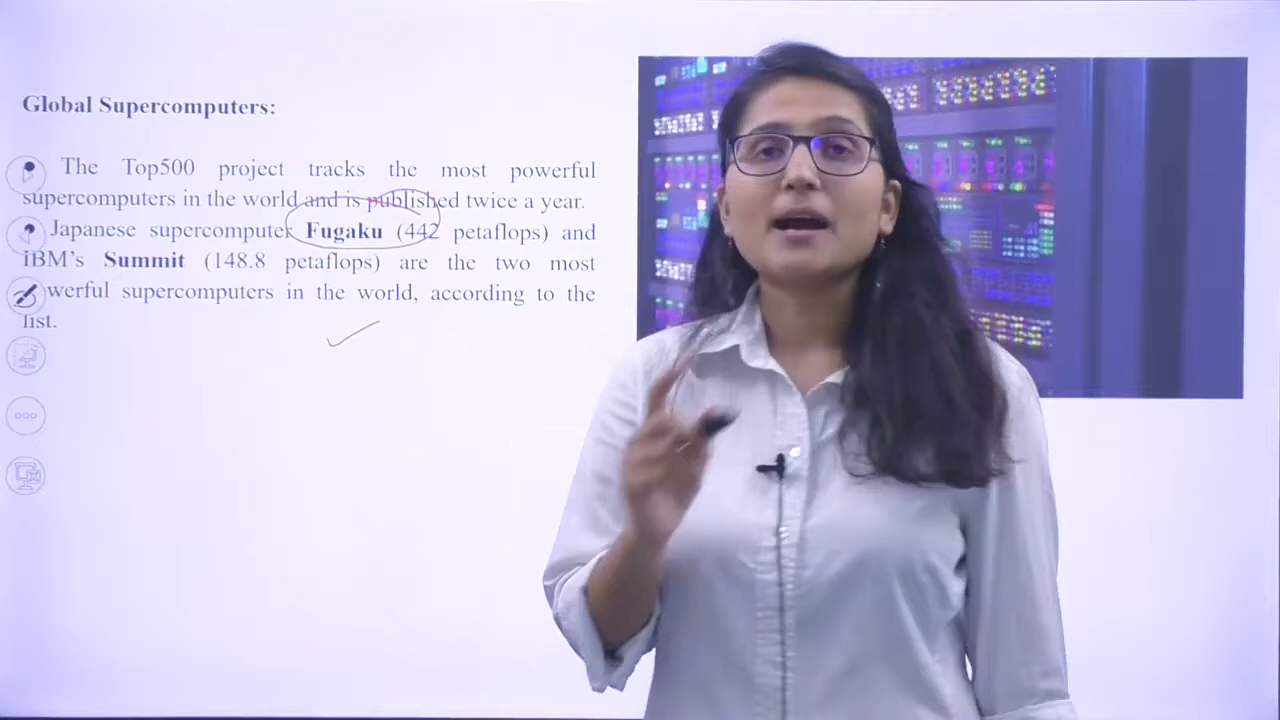 Global Supercomputers:
The Top500 project tracks the most powerful
supercomputers in the world and is published twice a year.
Japanese supercomputer Fugaku (442 petaflops) and
IBM's Summit (148.8 petaflops) are the two most
werful supercomputers in the world, according to the
list.